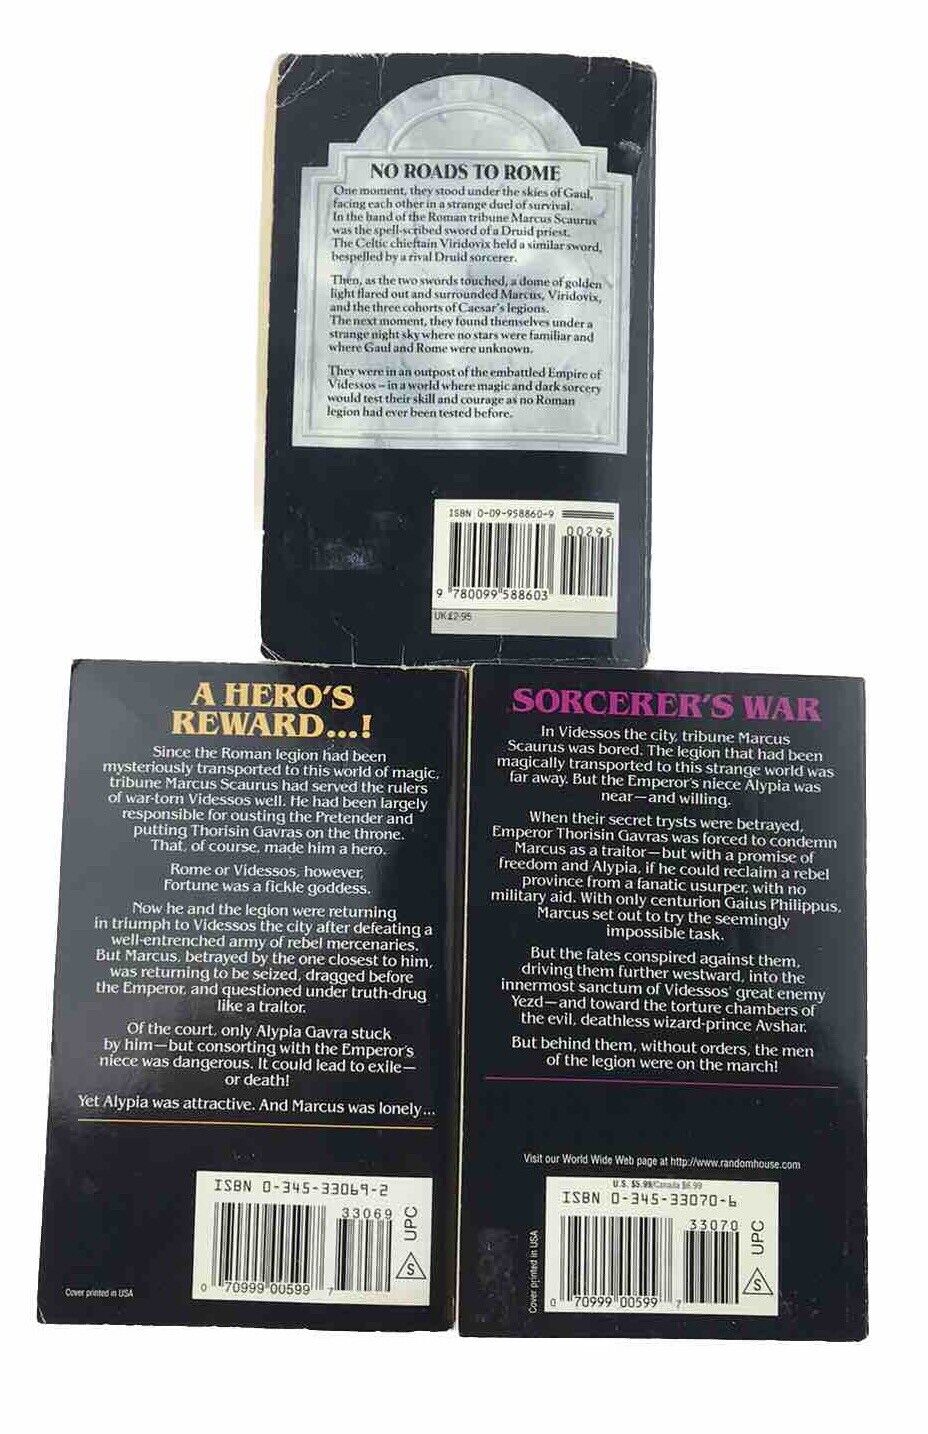 NO ROADS TO ROME
One moment, they stood under the skies of Gaul,
facing each other in a strange duel of survival.
In the hand of the Roman tribune Marcus Scaurus
was the spell-scribed sword of a Druid priest.
The Celtic chieftain Viridovix held a similar sword,
bespelled by a rival Druid sorcerer.
Then, as the two swords touched, a dome of golden
light flared out and surrounded Marcus, Viridovix,
and the three cohorts of Caesar's legions.
The next moment, they found themselves under a
strange night sky where no stars were familiar and
where Gaul and Rome were unknown.
They were in an outpost of the embattled Empire of
Videssos – in a world where magic and dark sorcery
would test their skill and courage as no Roman
legion had ever been tested before.
ISBN 0-09-958860-9
00295
9 780099 588603
UK £2.95
A HERO'S
REWARD...!
Since the Roman legion had been
mysteriously transported to this world of magic,
tribune Marcus Scaurus had served the rulers
of war-torn Videssos well. He had been largely
responsible for ousting the Pretender and
putting Thorisin Gavras on the throne.
That, of course, made him a hero.
Rome or Videssos, however,
Fortune was a fickle goddess.
Now he and the legion were returning
in triumph to Videssos the city after defeating a
well-entrenched army of rebel mercenaries.
But Marcus, betrayed by the one closest to him,
was returning to be seized, dragged before
the Emperor, and questioned under truth-drug
like a traitor.
Of the court, only Alypia Gavra stuck
by him—but consorting with the Emperor's
niece was dangerous. It could lead to exile—
or death!
Yet Alypia was attractive. And Marcus was lonely...
ISBN 0-345-33069-2
33069
UPC
S
0 70999 00599 7
Cover printed in USA
SORCERER'S WAR
In Videssos the city, tribune Marcus
Scaurus was bored. The legion that had been
magically transported to this strange world was
far away. But the Emperor's niece Alypia was
near—and willing.
When their secret trysts were betrayed,
Emperor Thorisin Gavras was forced to condemn
Marcus as a traitor—but with a promise of
freedom and Alypia, if he could reclaim a rebel
province from a fanatic usurper, with no
military aid. With only centurion Gaius Philippus,
Marcus set out to try the seemingly
impossible task.
But the fates conspired against them,
driving them further westward, into the
innermost sanctum of Videssos' great enemy
Yezd—and toward the torture chambers of
the evil, deathless wizard-prince Avshar.
But behind them, without orders, the men
of the legion were on the march!
Visit our World Wide Web page at http://www.randomhouse.com
U.S. $5.99/Canada $6.99
ISBN 0-345-33070-6
33070
UPC
S
0 70999 00599 7
Cover printed in USA